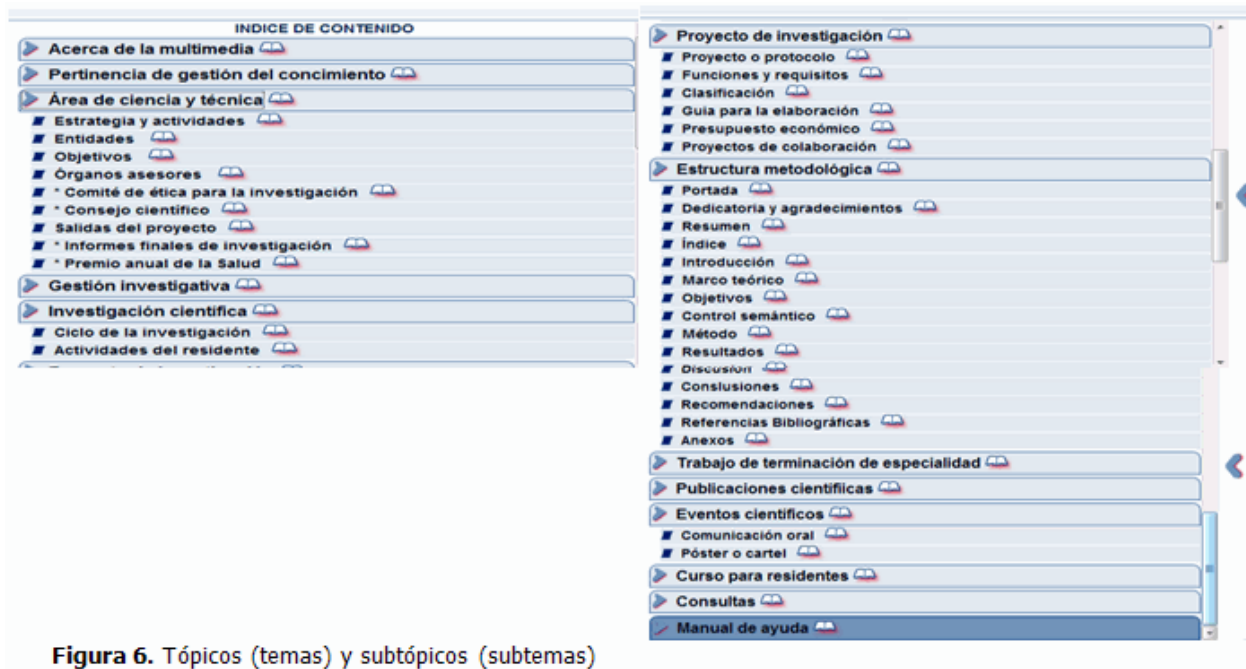 INDICE DE CONTENIDO
Acerca de la multimedia
Pertinencia de gestión del concimiento
Área de ciencia y técnica
Estrategia y actividades
Entidades
Objetivos
Órganos asesores
* Comité de ética para la investigación
* Consejo científico
Salidas del proyecto
* Informes finales de investigación
* Premio anual de la Salud
Gestión investigativa
Investigación científica
Ciclo de la investigación
Actividades del residente
Proyecto de investigación
Proyecto o protocolo
Funciones y requisitos
Clasificación
Guia para la elaboración
Presupuesto económico
Proyectos de colaboración
Estructura metodológica
Portada
Dedicatoria y agradecimientos
Resumen
Índice
Introducción
Marco teórico
Objetivos
Control semántico
Método
Resultados
Discusión
Conslusiones
Recomendaciones
Referencias Bibliográficas
Anexos
Trabajo de terminación de especialidad
Publicaciones cientifíicas
Eventos científicos
Comunicación oral
Póster o cartel
Curso para residentes
Consultas
Manual de ayuda
Figura 6. Tópicos (temas) y subtópicos (subtemas)